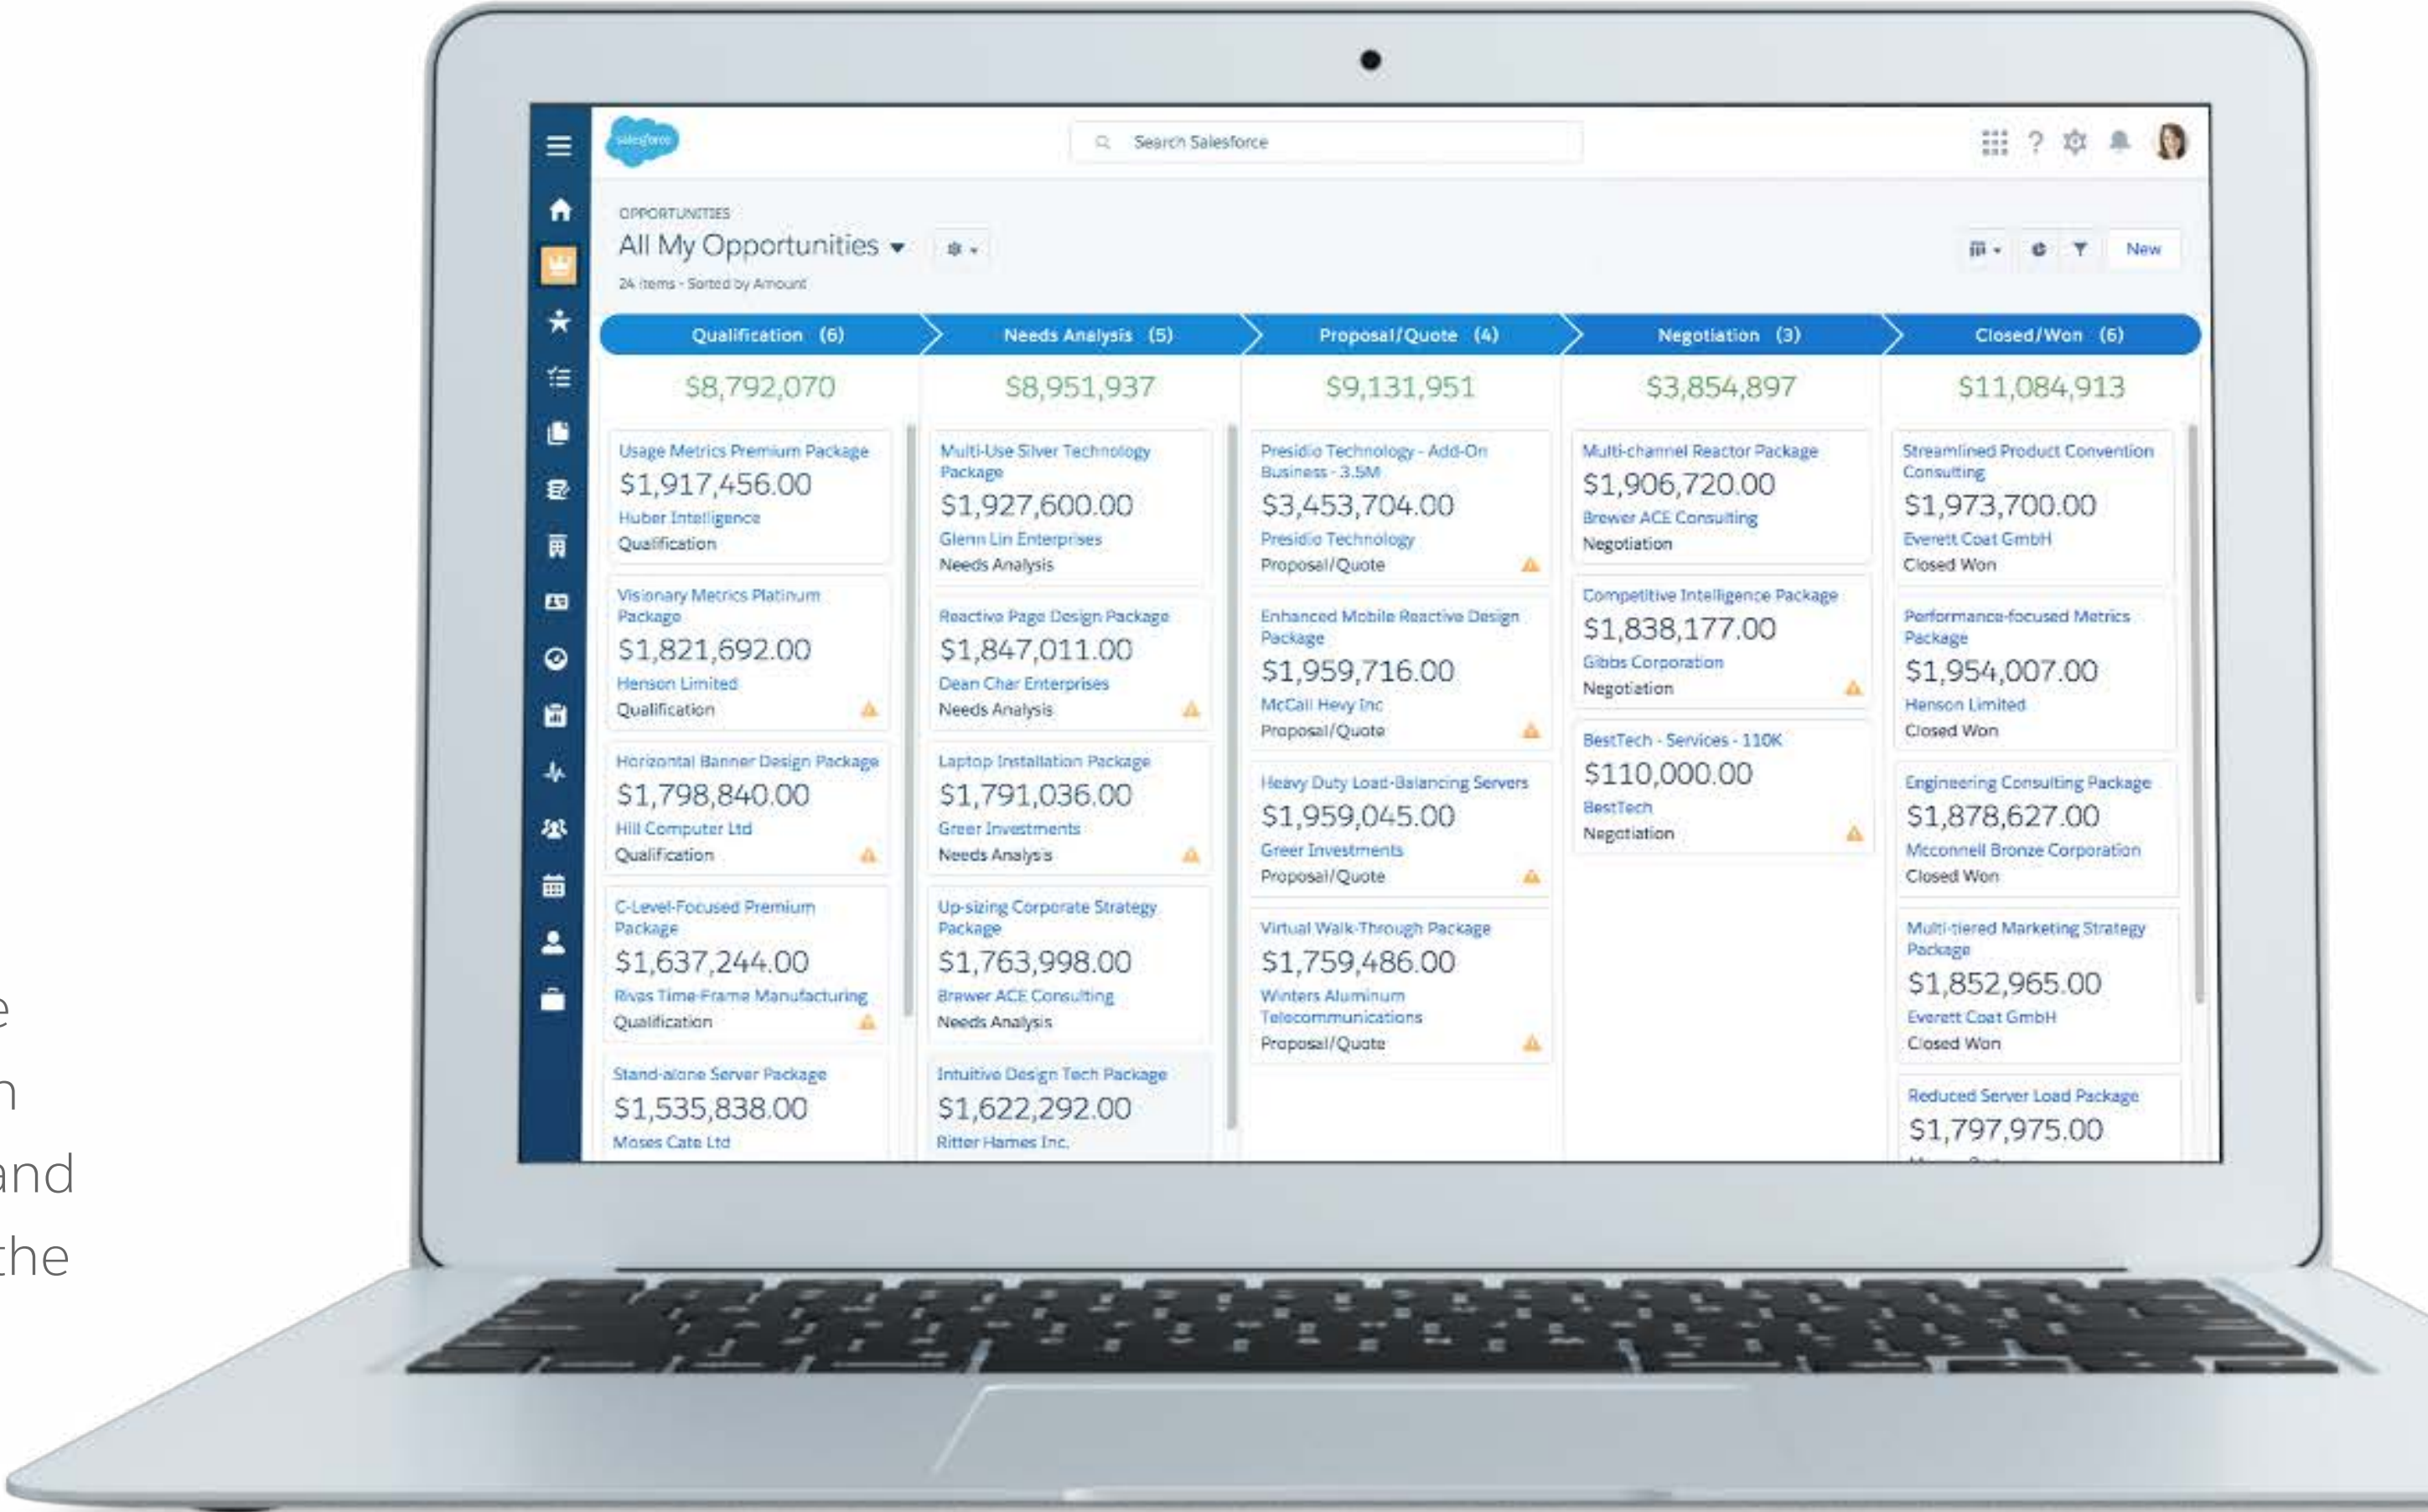 salesforce
Search Salesforce
OPPORTUNITIES
All My Opportunities
24 items - Sorted by Amount
New
Qualification (6)
Needs Analysis (5)
Proposal/Quote (4)
Negotiation (3)
Closed/Won (6)
$8,792,070
$8,951,937
$9,131,951
$3,854,897
$11,084,913
Usage Metrics Premium Package
$1,917,456.00
Huber Intelligence
Qualification
Visionary Metrics Platinum
Package
$1,821,692.00
Henson Limited
Qualification
Horizontal Banner Design Package
$1,798,840.00
Hill Computer Ltd
Qualification
C-Level-Focused Premium
Package
$1,637,244.00
Rivas Time-Frame Manufacturing
Qualification
Stand-alone Server Package
$1,535,838.00
Moses Cate Ltd
Multi-Use Silver Technology
Package
$1,927,600.00
Glenn Lin Enterprises
Needs Analysis
Reactive Page Design Package
$1,847,011.00
Dean Char Enterprises
Needs Analysis
Laptop Installation Package
$1,791,036.00
Greer Investments
Needs Analysis
Up-sizing Corporate Strategy
Package
$1,763,998.00
Brewer ACE Consulting
Needs Analysis
Intuitive Design Tech Package
$1,622,292.00
Ritter Hames Inc.
Presidio Technology - Add-On
Business - 3.5M
$3,453,704.00
Presidio Technology
Proposal/Quote
Enhanced Mobile Reactive Design
Package
$1,959,716.00
McCall Hevy Inc
Proposal/Quote
Heavy Duty Load-Balancing Servers
$1,959,045.00
Greer Investments
Proposal/Quote
Virtual Walk-Through Package
$1,759,486.00
Winters Aluminum
Telecommunications
Proposal/Quote
Multi-channel Reactor Package
$1,906,720.00
Brewer ACE Consulting
Negotiation
Competitive Intelligence Package
$1,838,177.00
Gibbs Corporation
Negotiation
BestTech - Services - 110K
$110,000.00
BestTech
Negotiation
Streamlined Product Convention
Consulting
$1,973,700.00
Everett Coat GmbH
Closed Won
Performance-focused Metrics
Package
$1,954,007.00
Henson Limited
Closed Won
Engineering Consulting Package
$1,878,627.00
Mcconnell Bronze Corporation
Closed Won
Multi-tiered Marketing Strategy
Package
$1,852,965.00
Everett Coat GmbH
Closed Won
Reduced Server Load Package
$1,797,975.00
and
the